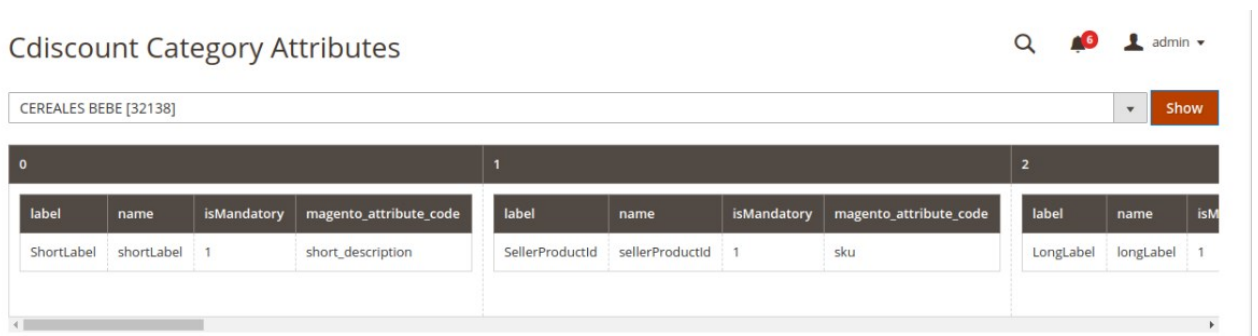 Cdiscount Category Attributes
6
admin
CEREALES BEBE [32138]
Show
0 1 2
label name isMandatory magento_attribute_code label name isMandatory magento_attribute_code label name isM
ShortLabel shortLabel 1 short_description SellerProductId sellerProductId 1 sku LongLabel longLabel 1